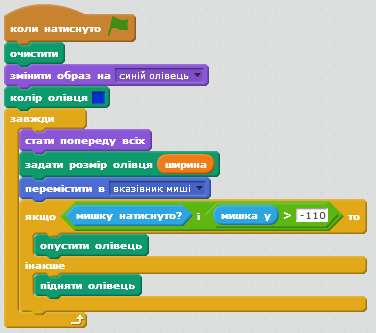 коли натиснуто
очистити
змінити образ на синій олівець
колір олівця
завжди
стати попереду всіх
задати розмір олівця ширина
перемістити в вказівник миші
якщо мишку натиснуто? і мишка y > -110 то
опустити олівець
інакше
підняти олівець